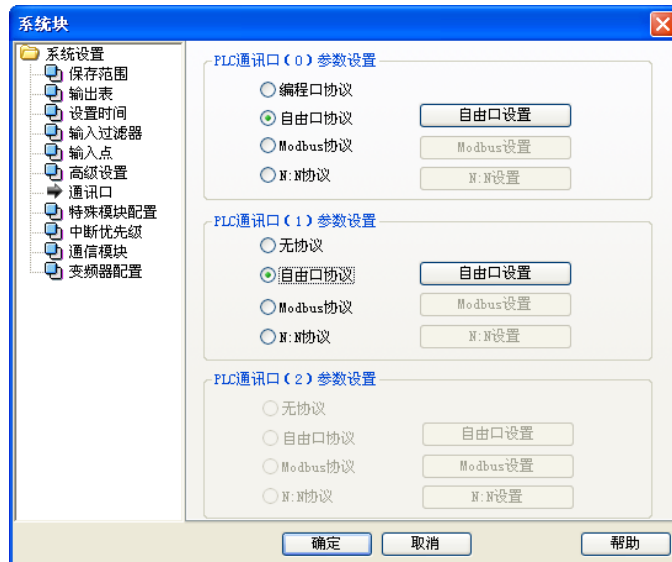 系统块
系统设置
保存范围
输出表
设置时间
输入过滤器
输入点
高级设置
通讯口
特殊模块配置
中断优先级
通信模块
变频器配置
PLC通讯口(0)参数设置
编程口协议
自由口协议 自由口设置
Modbus协议 Modbus设置
N:N协议 N:N设置
PLC通讯口(1)参数设置
无协议
自由口协议 自由口设置
Modbus协议 Modbus设置
N:N协议 N:N设置
PLC通讯口(2)参数设置
无协议
自由口协议 自由口设置
Modbus协议 Modbus设置
N:N协议 N:N设置
确定 取消 帮助